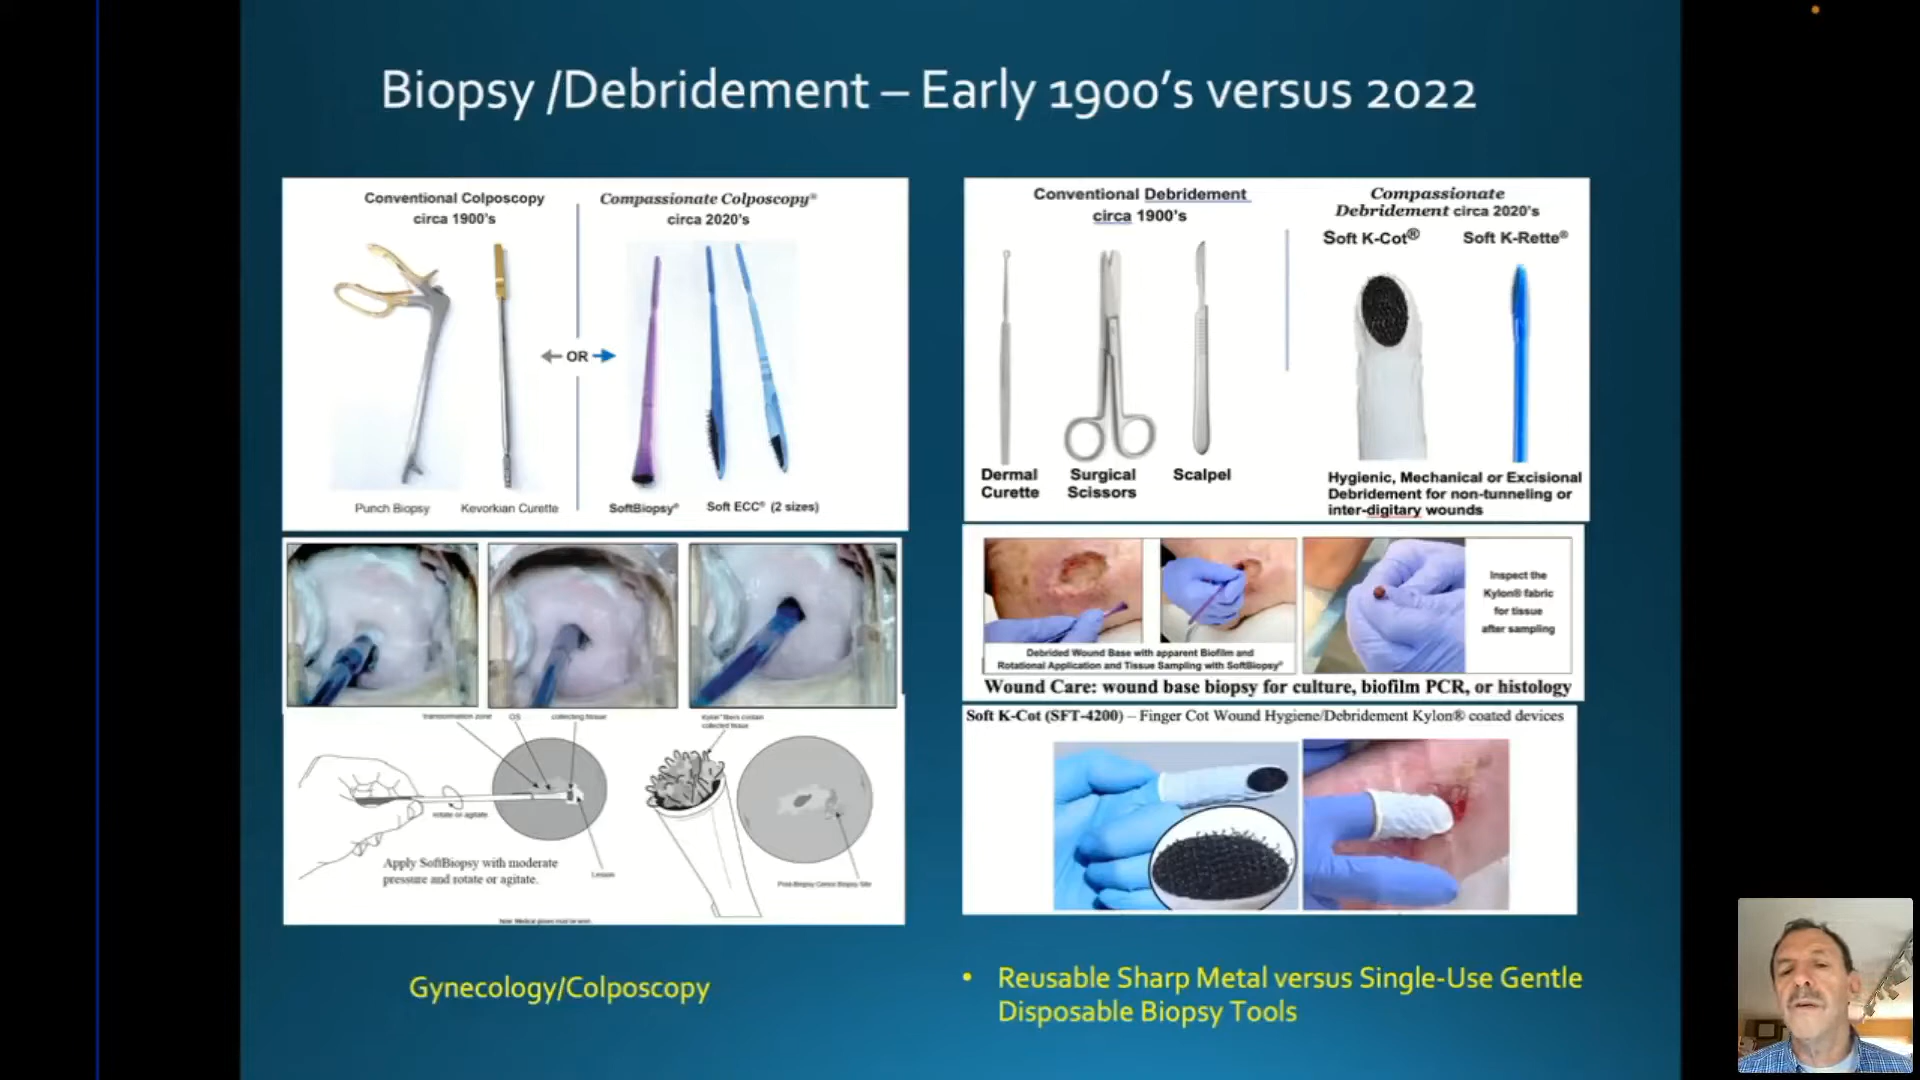 Biopsy /Debridement – Early 1900's versus 2022
Conventional Colposcopy
circa 1900's
Compassionate Colposcopy®
circa 2020's
OR
Punch Biopsy
Kevorkian Curette
SoftBiopsy®
Soft ECC® (2 sizes)
transformation zone
OS
collecting tissue
Kylon® fibers contain
collected tissue
rotate or agitate
Apply SoftBiopsy with moderate
pressure and rotate or agitate.
Lesion
Post-Biopsy Cervix Biopsy Site
Note: Medical gloves must be worn.
Gynecology/Colposcopy
Conventional Debridement
circa 1900's
Compassionate
Debridement circa 2020's
Soft K-Cot®
Soft K-Rette®
Dermal
Curette
Surgical
Scissors
Scalpel
Hygienic, Mechanical or Excisional
Debridement for non-tunneling or
inter-digitary wounds
Inspect the
Kylon® fabric
for tissue
after sampling
Debrided Wound Base with apparent Biofilm and
Rotational Application and Tissue Sampling with SoftBiopsy®
Wound Care: wound base biopsy for culture, biofilm PCR, or histology
Soft K-Cot (SFT-4200) – Finger Cot Wound Hygiene/Debridement Kylon® coated devices
• Reusable Sharp Metal versus Single-Use Gentle
Disposable Biopsy Tools